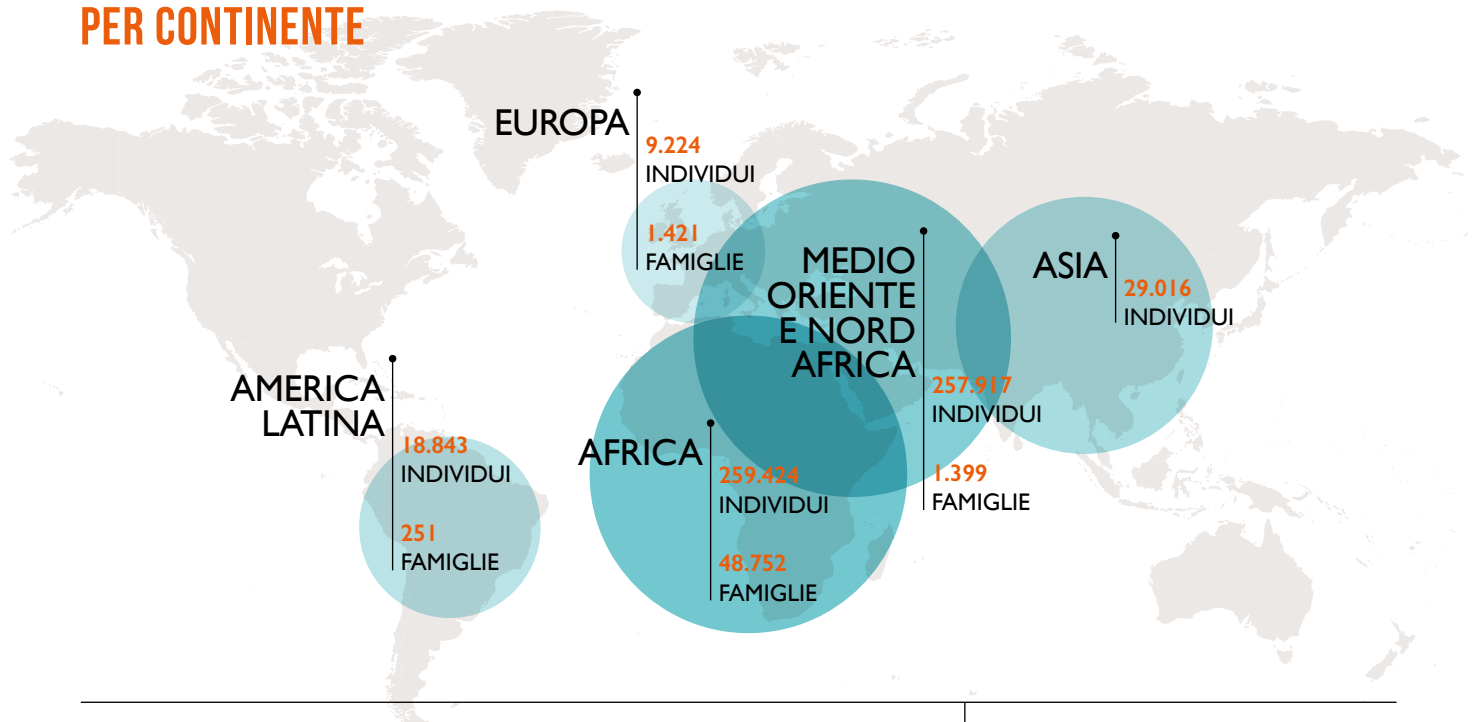 PER CONTINENTE
EUROPA
9.224
INDIVIDUI
1.421
FAMIGLIE
MEDIO
ORIENTE
E NORD
AFRICA
257.917
INDIVIDUI
1.399
FAMIGLIE
ASIA
29.016
INDIVIDUI
AMERICA
LATINA
18.843
INDIVIDUI
251
FAMIGLIE
AFRICA
259.424
INDIVIDUI
48.752
FAMIGLIE